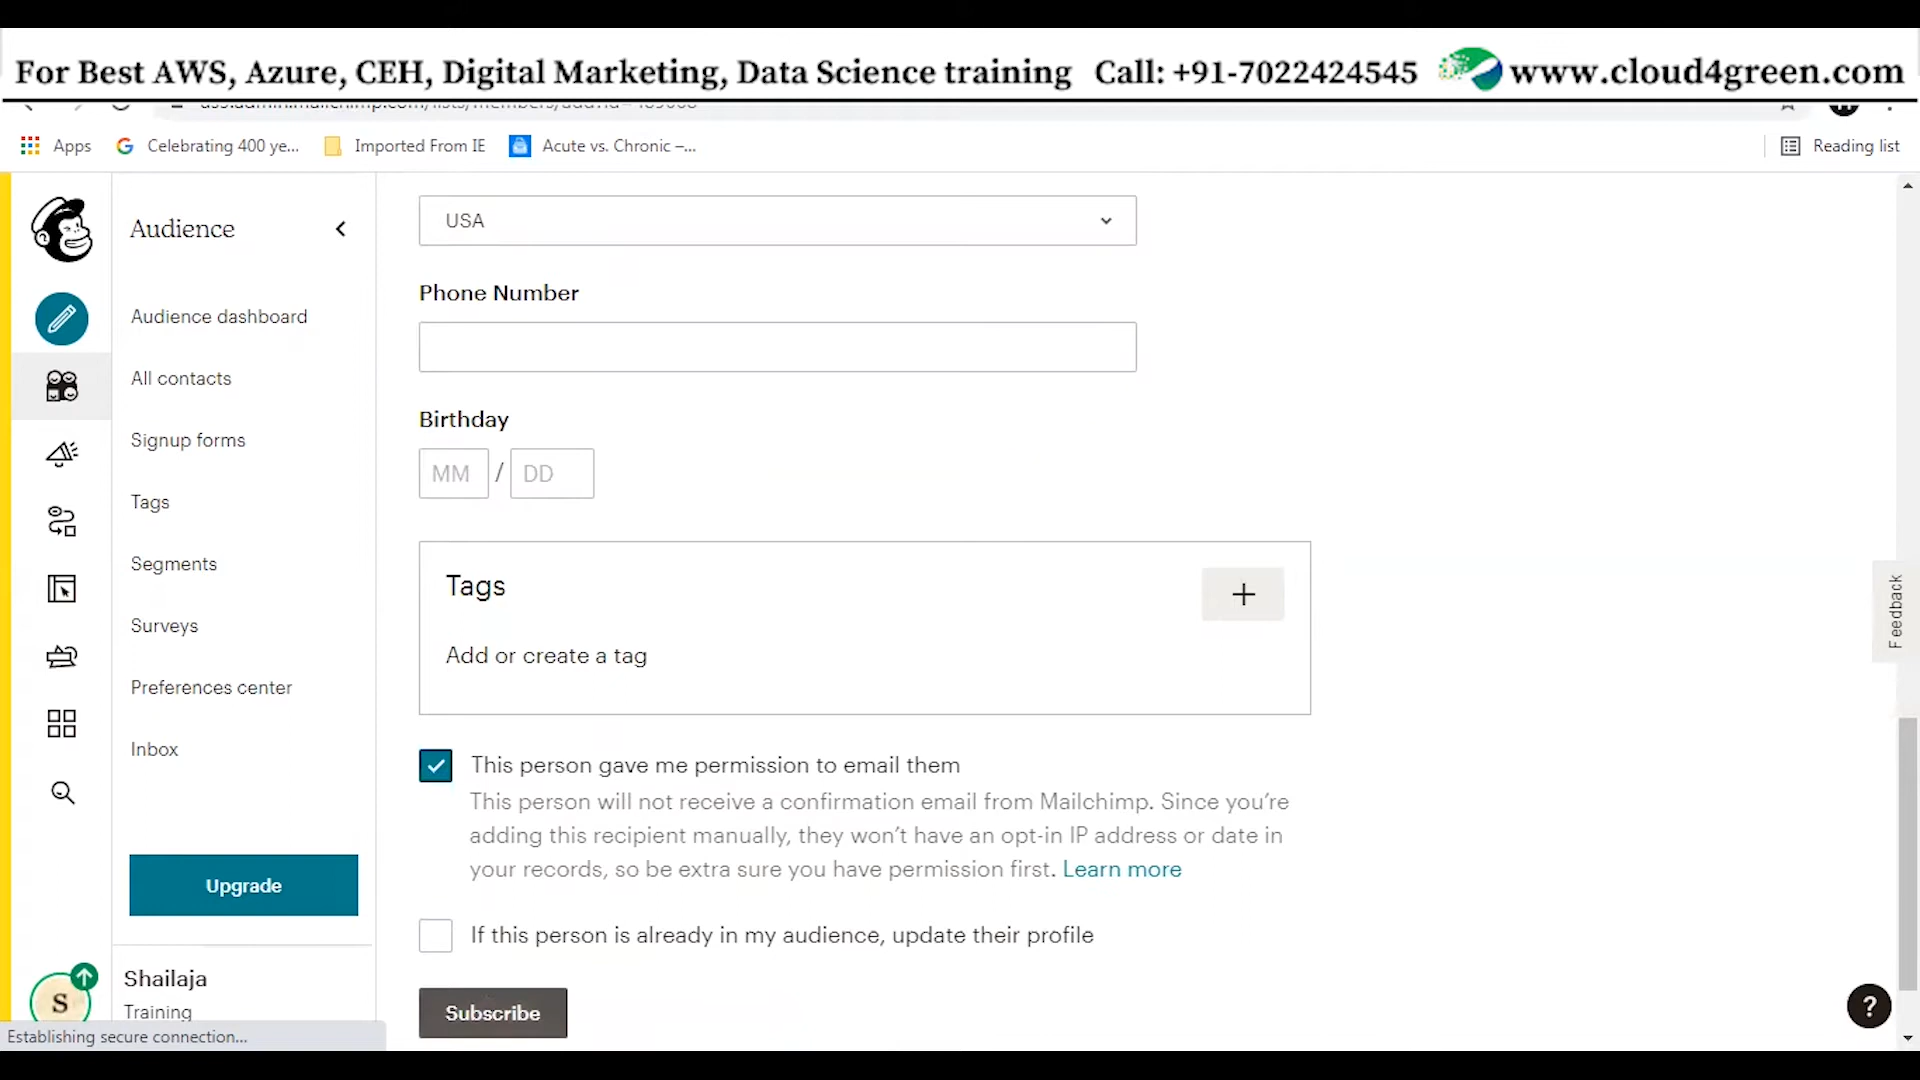 For Best AWS, Azure, CEH, Digital Marketing, Data Science training Call: +91-7022424545 www.cloud4green.com
Apps Celebrating 400 ye... Imported From IE Acute vs. Chronic –... Reading list
Audience
Audience dashboard
All contacts
Signup forms
Tags
Segments
Surveys
Preferences center
Inbox
Upgrade
S
Shailaja
Training
Establishing secure connection...
USA
Phone Number
Birthday
MM / DD
Tags
Add or create a tag
This person gave me permission to email them
This person will not receive a confirmation email from Mailchimp. Since you’re
adding this recipient manually, they won’t have an opt-in IP address or date in
your records, so be extra sure you have permission first. Learn more
If this person is already in my audience, update their profile
Subscribe
Feedback
?